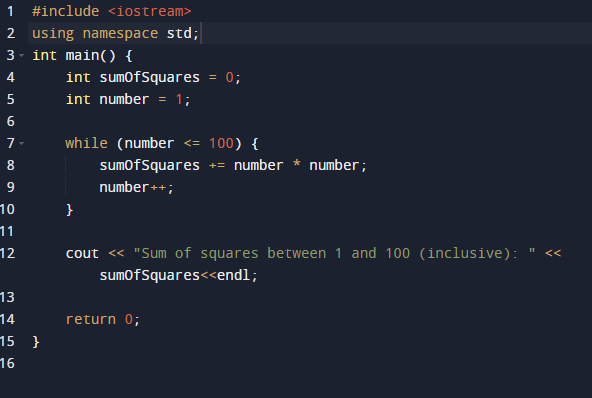 1 #include <iostream>
2 using namespace std;
3 int main() {
4     int sumOfSquares = 0;
5     int number = 1;
6
7     while (number <= 100) {
8         sumOfSquares += number * number;
9         number++;
10     }
11
12     cout << "Sum of squares between 1 and 100 (inclusive): " <<
        sumOfSquares<<endl;
13
14     return 0;
15 }
16